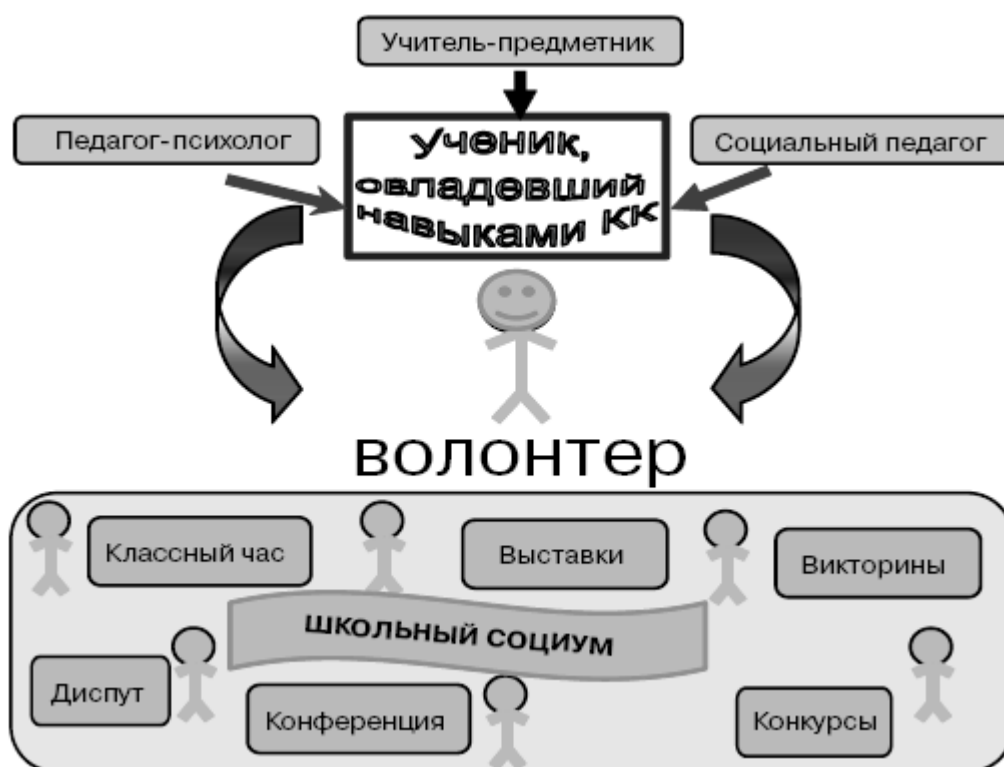 Учитель-предметник
Педагог-психолог
Социальный педагог
Ученик,
овладевший
навыками КК
волонтер
Классный час
Выставки
Викторины
школьный социум
Диспут
Конференция
Конкурсы